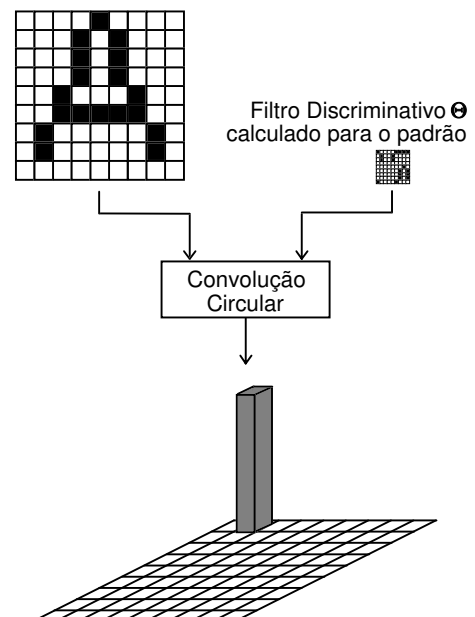 Filtro Discriminativo Θ
calculado para o padrão
Convolução
Circular